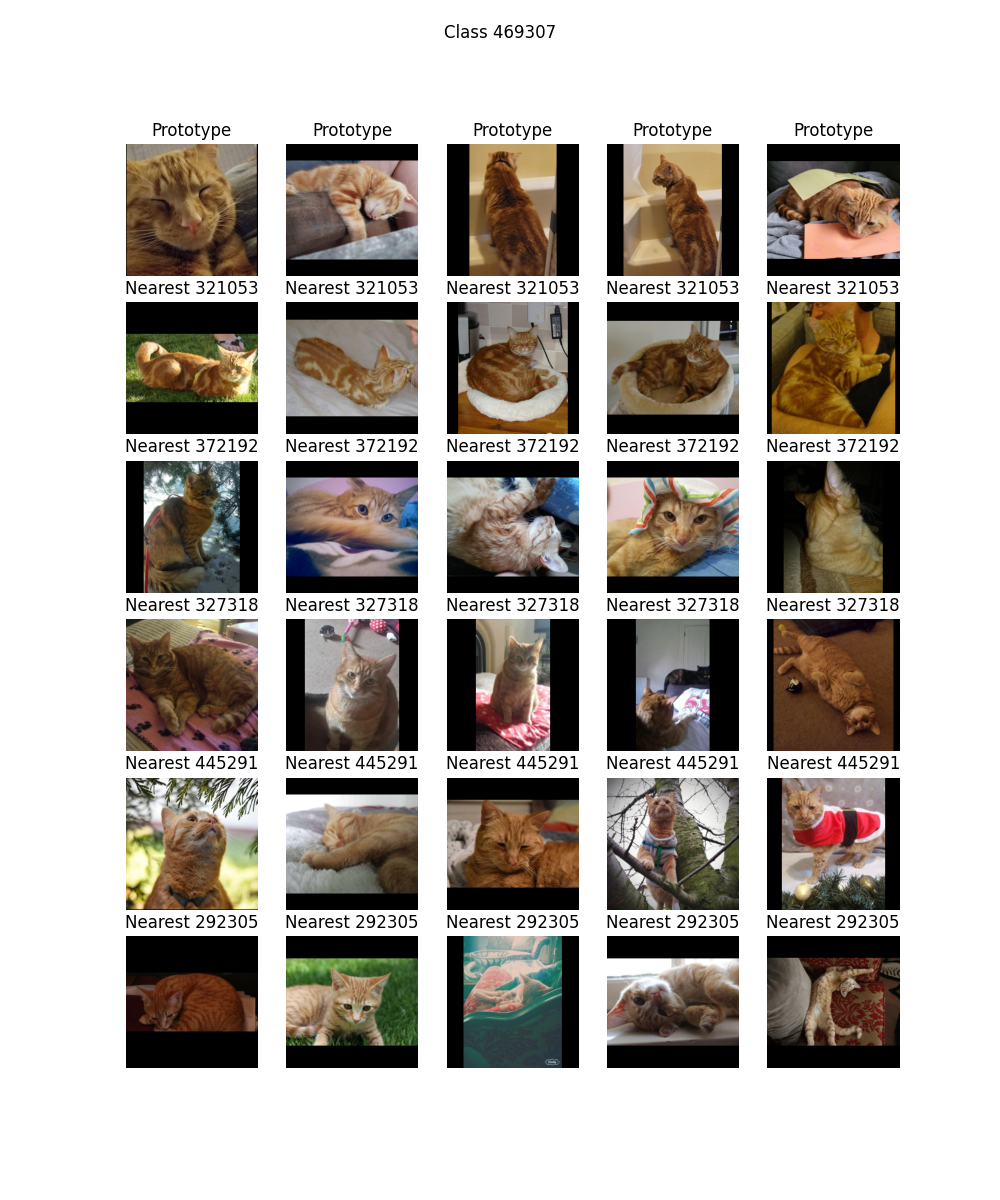 Class 469307
Prototype Prototype Prototype Prototype Prototype
Nearest 321053 Nearest 321053 Nearest 321053 Nearest 321053 Nearest 321053
Nearest 372192 Nearest 372192 Nearest 372192 Nearest 372192 Nearest 372192
Nearest 327318 Nearest 327318 Nearest 327318 Nearest 327318 Nearest 327318
Nearest 445291 Nearest 445291 Nearest 445291 Nearest 445291 Nearest 445291
Nearest 292305 Nearest 292305 Nearest 292305 Nearest 292305 Nearest 292305